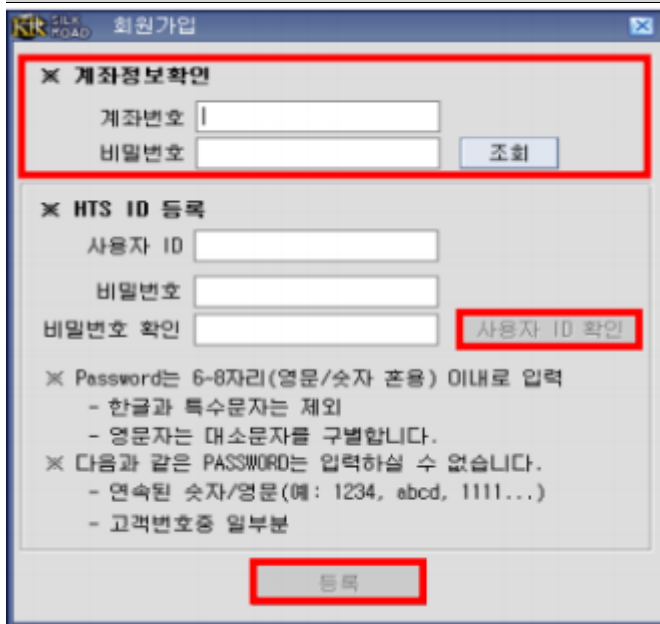 KR SILK ROAD 회원가입
※ 계좌정보확인
계좌번호
비밀번호 조회
※ HTS ID 등록
사용자 ID
비밀번호
비밀번호 확인 사용자 ID 확인
※ Password는 6-8자리(영문/숫자 혼용) 이내로 입력
- 한글과 특수문자는 제외
- 영문자는 대소문자를 구별합니다.
※ 다음과 같은 PASSWORD는 입력하실 수 없습니다.
- 연속된 숫자/영문(예: 1234, abcd, 1111...)
- 고객번호중 일부분
등록